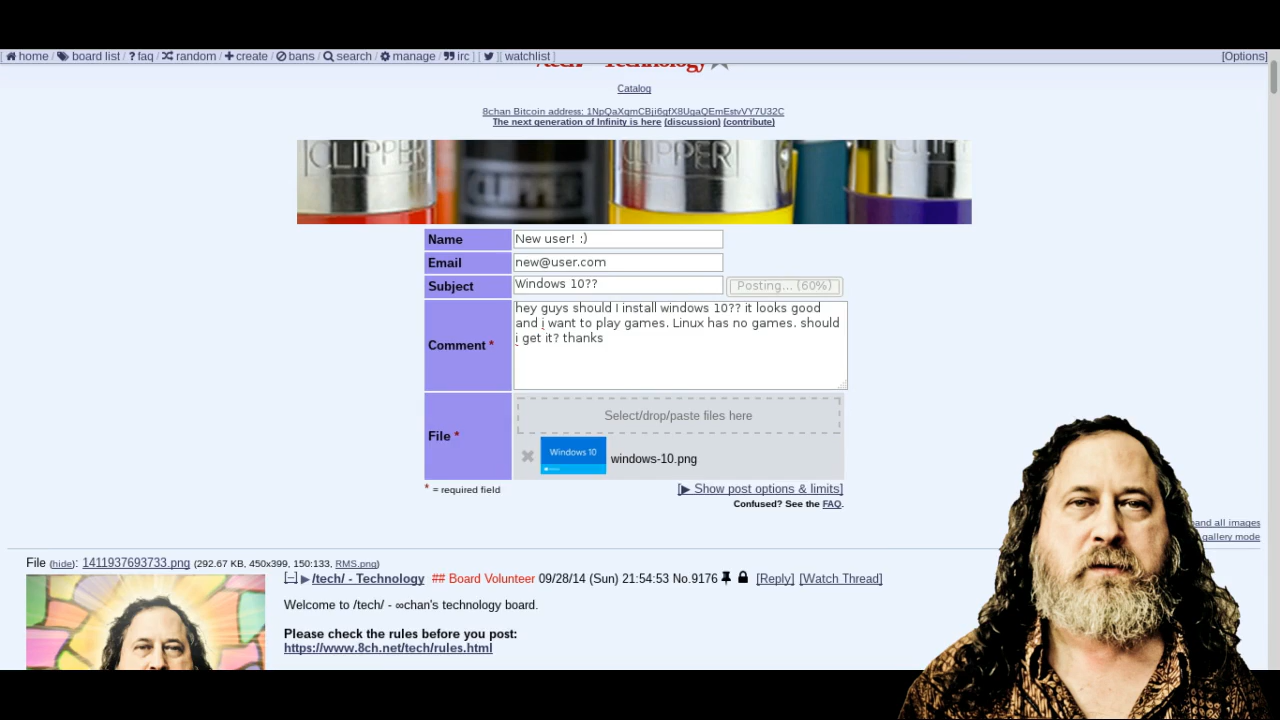 [ home / board list / faq / random / create / bans / search / manage / irc ] [ ][ watchlist ]
[Options]
/tech/ - Technology
Catalog
The next generation of Infinity is here (discussion) (contribute)
CLIPPER CLIPPER CLIPPER
Name New user! :)
Email new@user.com
Subject Windows 10?? Posting... (60%)
Comment * hey guys should I install windows 10?? it looks good
and i want to play games. Linux has no games. should
i get it? thanks
Select/drop/paste files here
File *
Windows 10 windows-10.png
* = required field
[▶ Show post options & limits]
Confused? See the FAQ.
all images
gallery mode
File (hide): 1411937693733.png (292.67 KB, 450x399, 150:133, RMS.png)
[–] ▶ /tech/ - Technology ## Board Volunteer 09/28/14 (Sun) 21:54:53 No.9176 [Reply] [Watch Thread]
Welcome to /tech/ - ∞chan's technology board.
Please check the rules before you post:
https://www.8ch.net/tech/rules.html